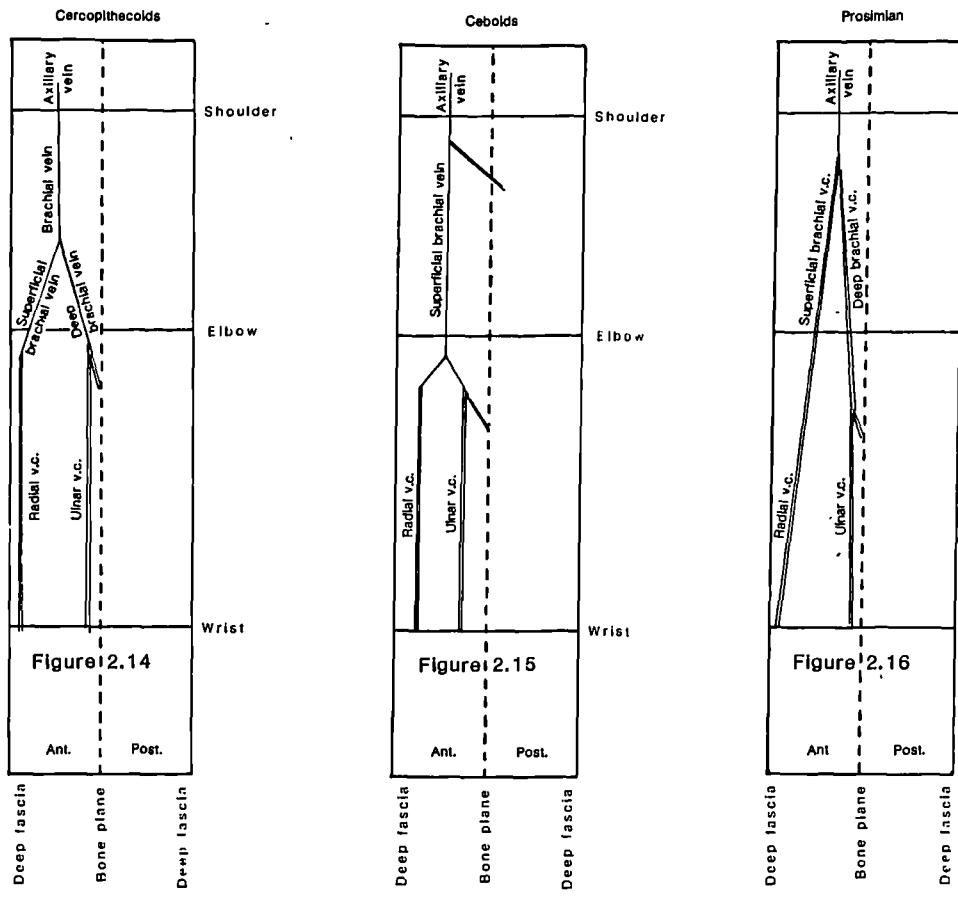 Cercopithecoids
Axillary
vein
Shoulder
Brachial vein
Superficial
brachial vein
Deep
brachial vein
Elbow
Radial v.c.
Ulnar v.c.
Wrist
Figure 2.14
Ant.
Post.
Deep fascia
Bone plane
Deep fascia
Ceboids
Axillary
vein
Shoulder
Superficial brachial vein
Elbow
Radial v.c.
Ulnar v.c.
Wrist
Figure 2.15
Ant.
Post.
Deep fascia
Bone plane
Deep fascia
Prosimian
Axillary
vein
Superficial brachial v.c.
Deep brachial v.c.
Radial v.c.
Ulnar v.c.
Figure 2.16
Ant
Post.
Deep fascia
Bone plane
Deep fascia